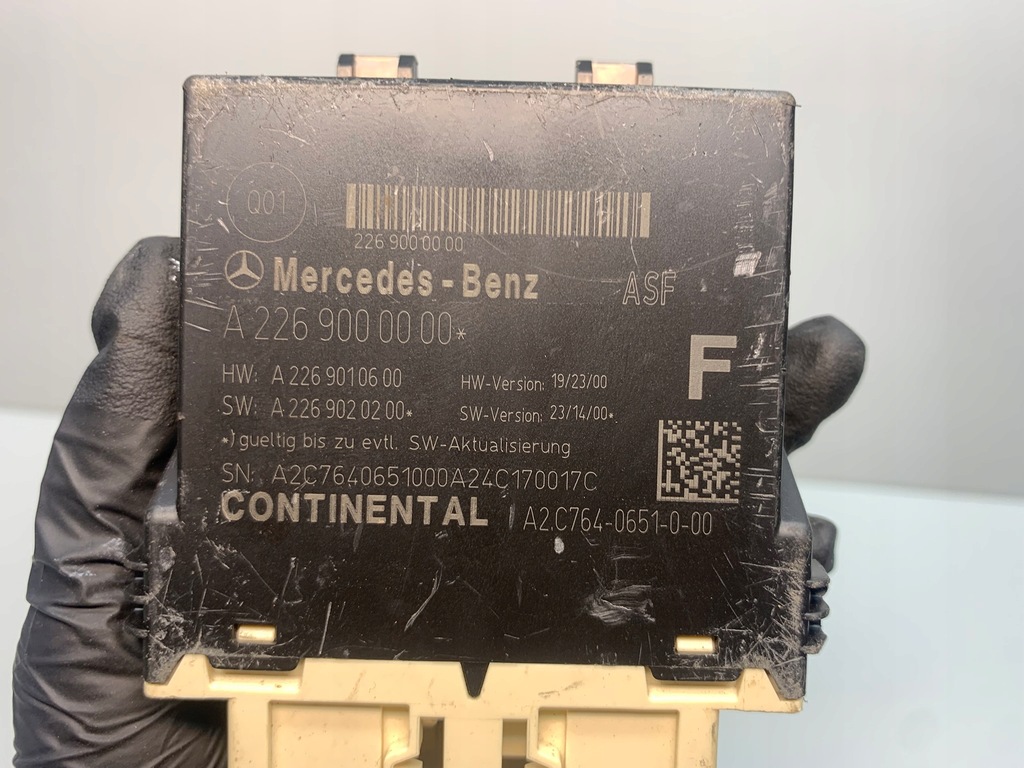 Q01
226 900 00 00
Mercedes-Benz ASF
A 226 900 00 00*
F
HW: A 226 901 06 00 HW-Version: 19/23/00
SW: A 226 902 02 00* SW-Version: 23/14/00*
*) gueltig bis zu evtl. SW-Aktualisierung
SN: A2C7640651000A24C170017C
CONTINENTAL A2.C764-0651-0-00